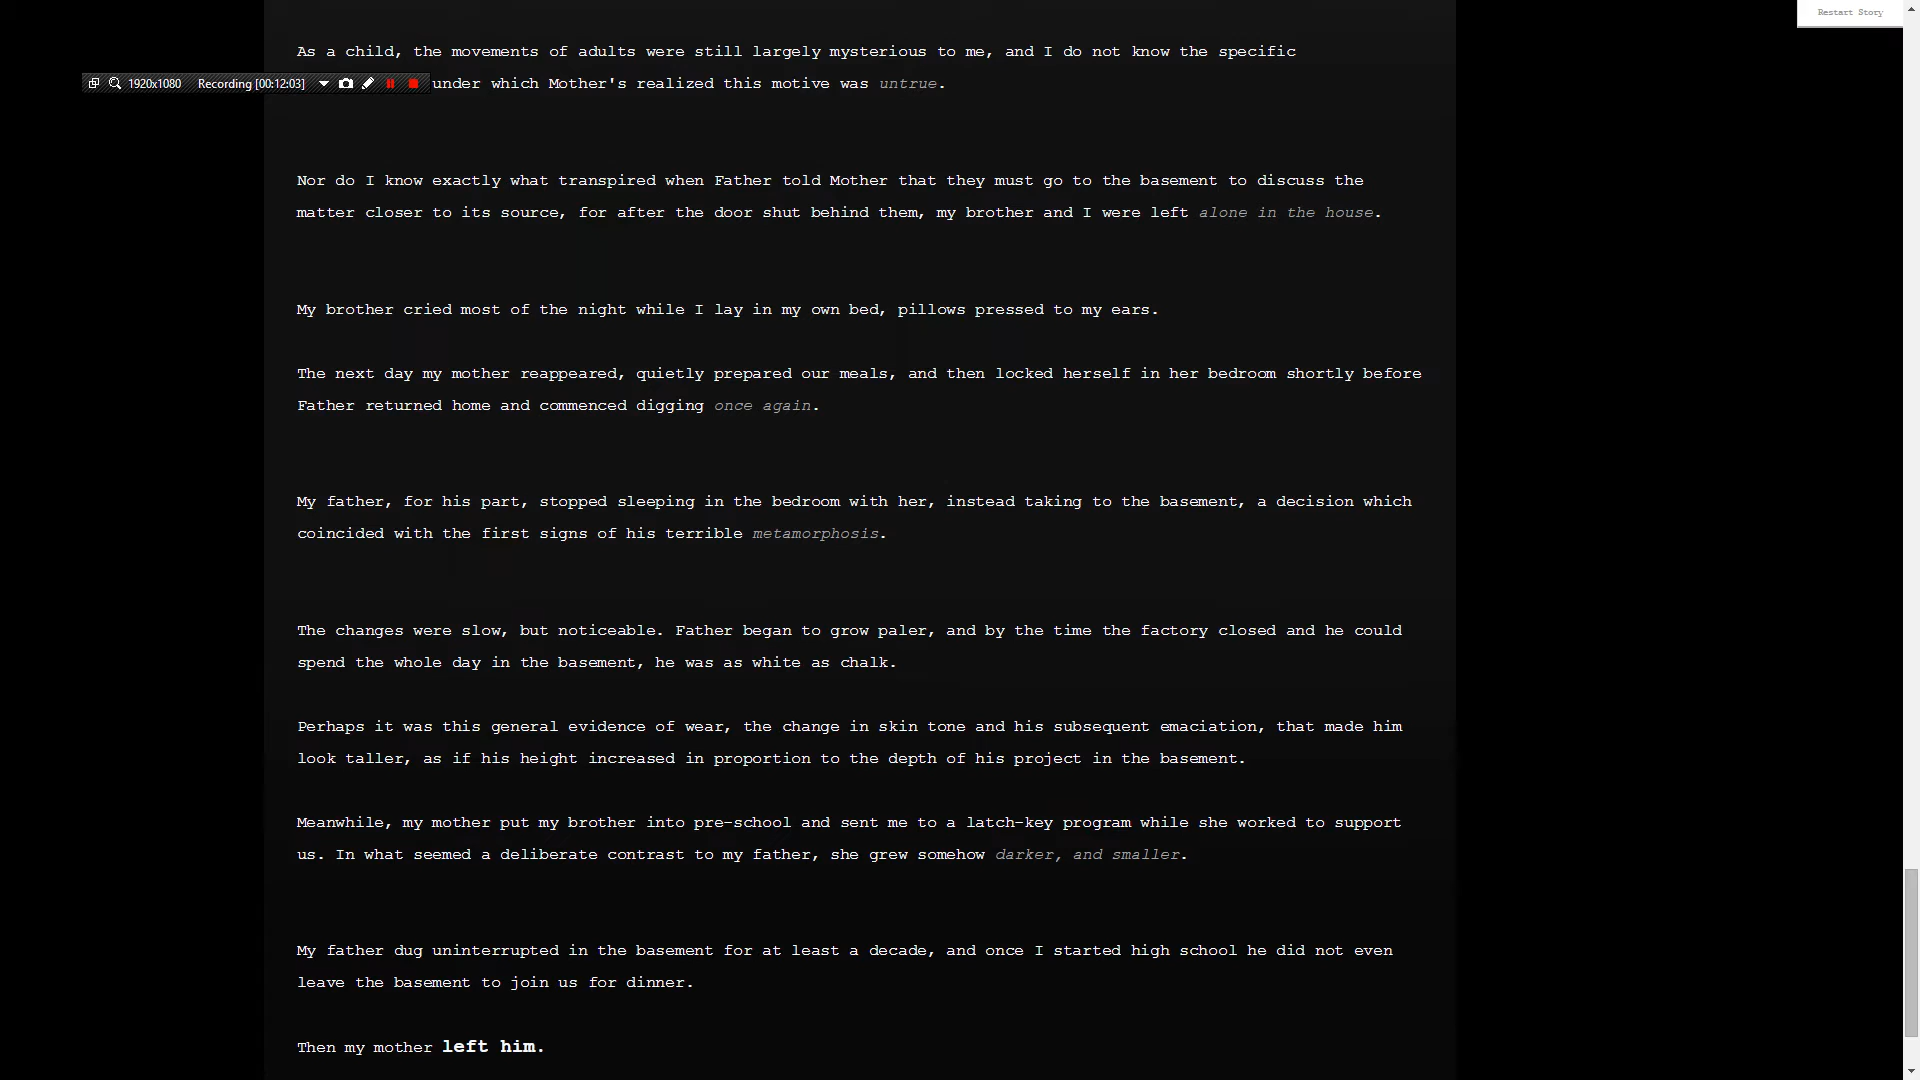 Restart Story
As a child, the movements of adults were still largely mysterious to me, and I do not know the specific
1920x1080 Recording [00:12:03] under which Mother's realized this motive was untrue.
Nor do I know exactly what transpired when Father told Mother that they must go to the basement to discuss the
matter closer to its source, for after the door shut behind them, my brother and I were left alone in the house.
My brother cried most of the night while I lay in my own bed, pillows pressed to my ears.
The next day my mother reappeared, quietly prepared our meals, and then locked herself in her bedroom shortly before
Father returned home and commenced digging once again.
My father, for his part, stopped sleeping in the bedroom with her, instead taking to the basement, a decision which
coincided with the first signs of his terrible metamorphosis.
The changes were slow, but noticeable. Father began to grow paler, and by the time the factory closed and he could
spend the whole day in the basement, he was as white as chalk.
Perhaps it was this general evidence of wear, the change in skin tone and his subsequent emaciation, that made him
look taller, as if his height increased in proportion to the depth of his project in the basement.
Meanwhile, my mother put my brother into pre-school and sent me to a latch-key program while she worked to support
us. In what seemed a deliberate contrast to my father, she grew somehow darker, and smaller.
My father dug uninterrupted in the basement for at least a decade, and once I started high school he did not even
leave the basement to join us for dinner.
Then my mother left him.